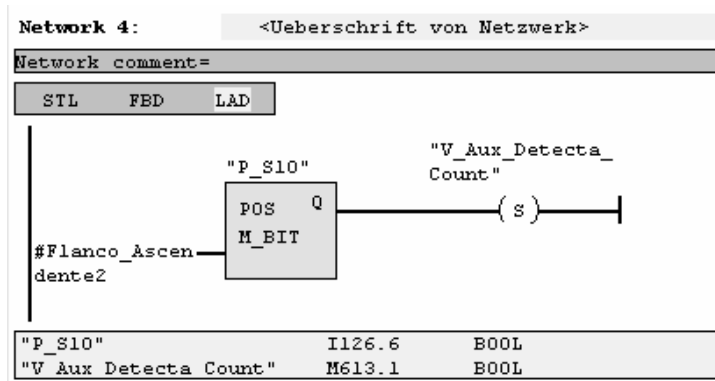 Network 4: <Ueberschrift von Netzwerk>
Network comment=
STL FBD LAD
"V_Aux_Detecta_
Count"
"P_S10"
POS Q
( S )
M_BIT
#Flanco_Ascen
dente2
"P_S10" I126.6 BOOL
"V_Aux_Detecta_Count" M613.1 BOOL